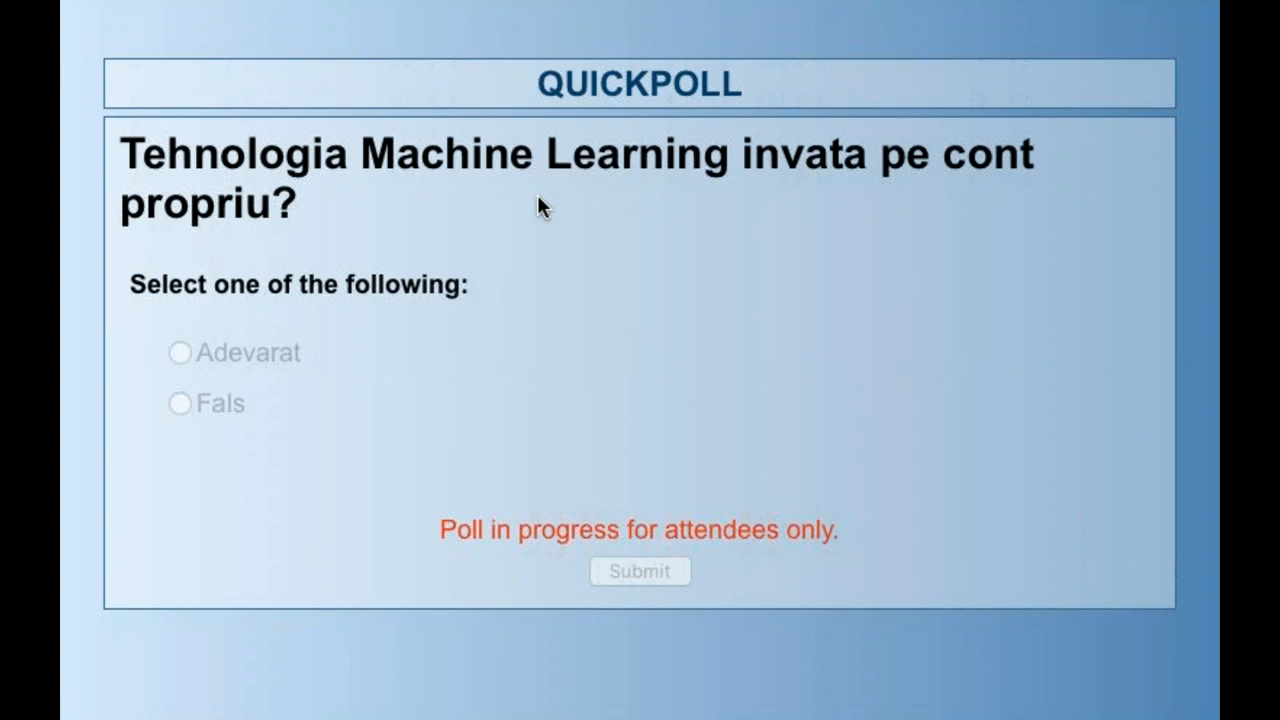 QUICKPOLL
Tehnologia Machine Learning invata pe cont
propriu?
Select one of the following:
Adevarat
Fals
Poll in progress for attendees only.
Submit